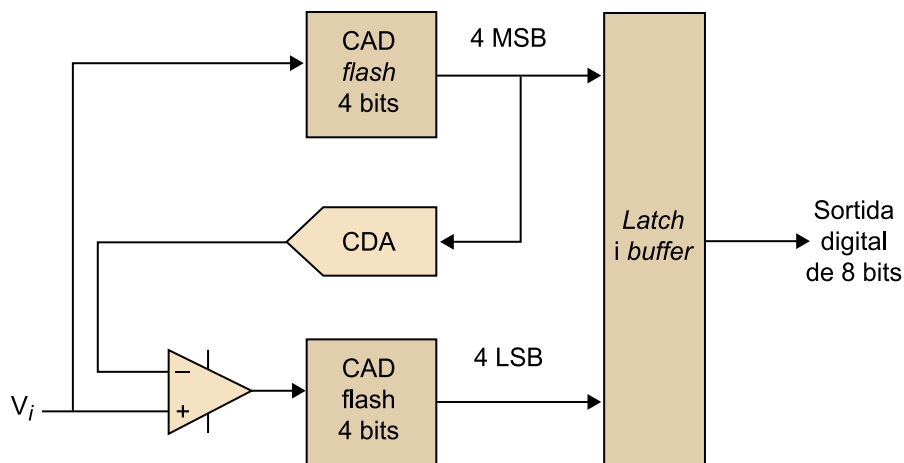 CAD
flash
4 bits
4 MSB
CDA
Latch
i buffer
Sortida
digital
de 8 bits
CAD
flash
4 bits
4 LSB
Vi
−
+